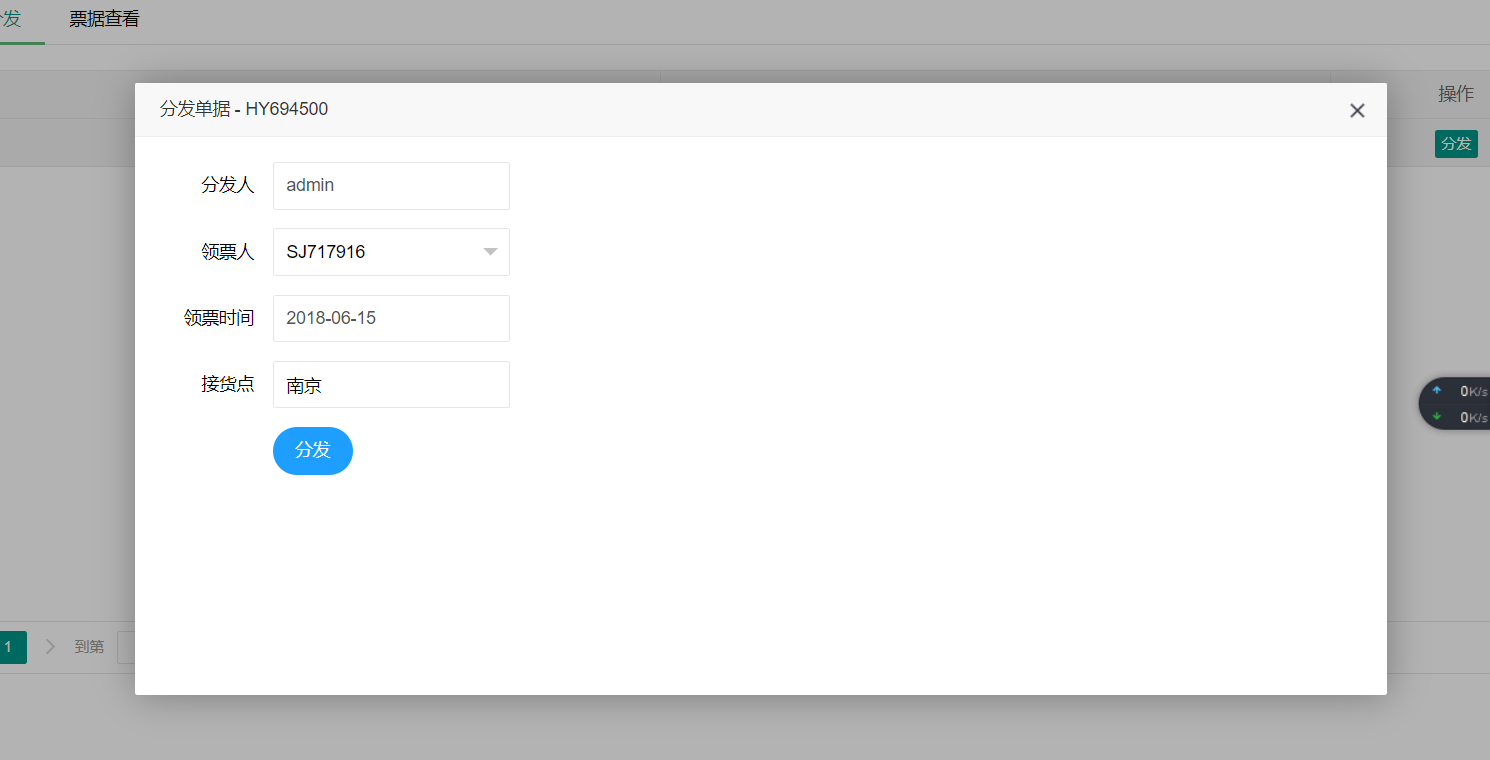 发
票据查看
操作
分发单据 - HY694500
分发
分发人
admin
领票人
SJ717916
领票时间
2018-06-15
接货点
南京
0K/s
0K/s
分发
1
到第